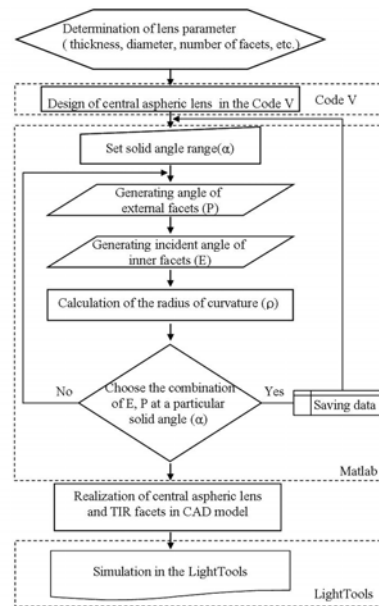 Determination of lens parameter
( thickness, diameter, number of facets, etc.)
Design of central aspheric lens in the Code V
Code V
Set solid angle range(α)
Generating angle of
external facets (P)
Generating incident angle of
inner facets (E)
Calculation of the radius of curvature (ρ)
No
Choose the combination
of E, P at a particular
solid angle (α)
Yes
Saving data
Matlab
Realization of central aspheric lens
and TIR facets in CAD model
Simulation in the LightTools
LightTools